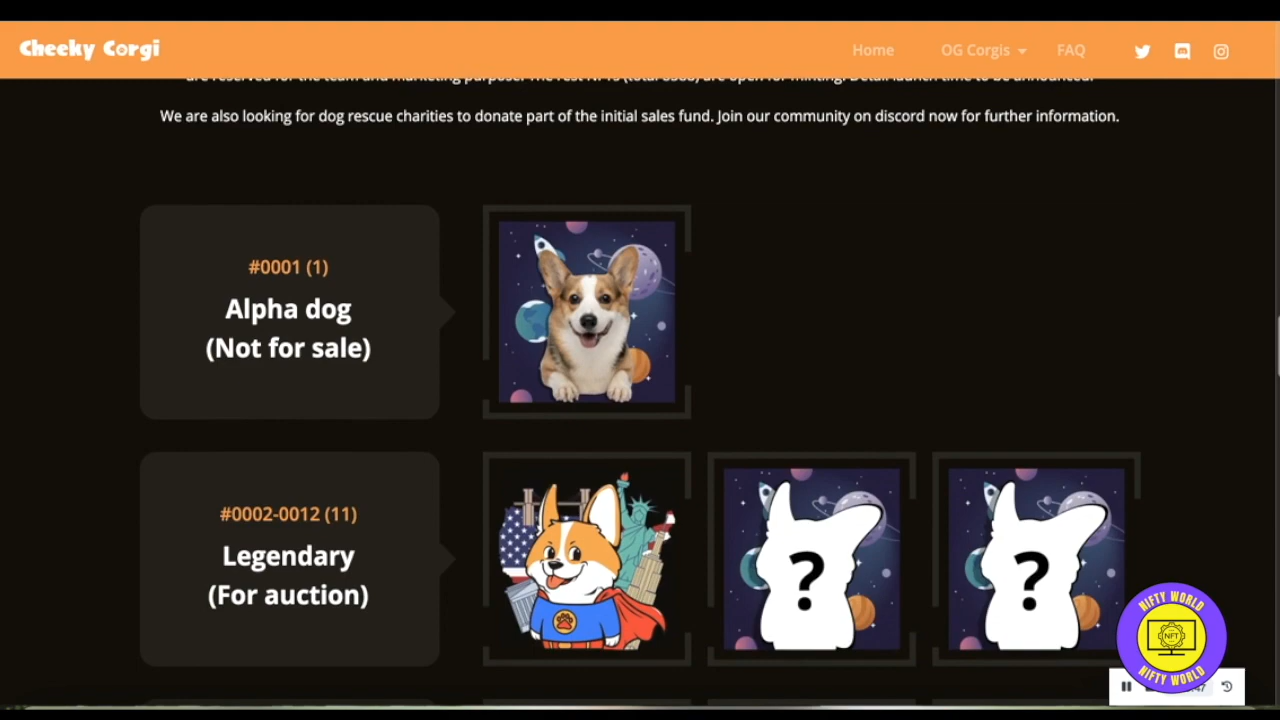 Cheeky Corgi
Home
OG Corgis
FAQ
We are also looking for dog rescue charities to donate part of the initial sales fund. Join our community on discord now for further information.
#0001 (1)
Alpha dog
(Not for sale)
#0002-0012 (11)
Legendary
(For auction)
?
?
NIFTY WORLD
NFT
NIFTY WORLD